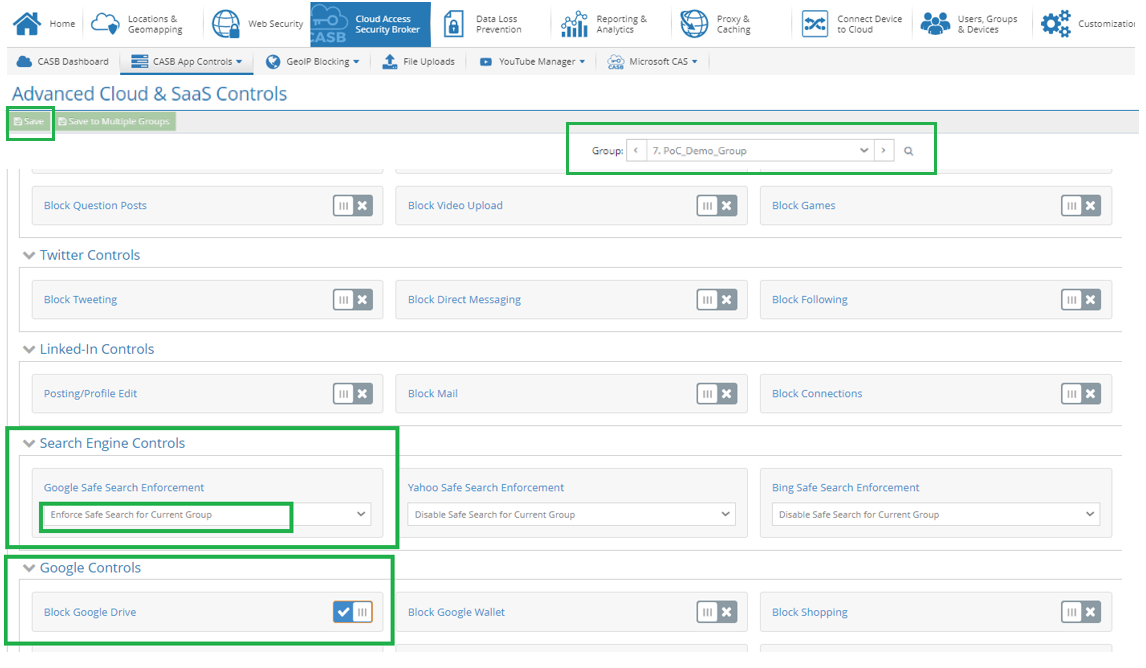 Home
Locations &
Geomapping
Web Security
CASB
Cloud Access
Security Broker
Data Loss
Prevention
Reporting &
Analytics
Proxy &
Caching
Connect Device
to Cloud
Users, Groups
& Devices
Customization
CASB Dashboard
CASB App Controls
GeoIP Blocking
File Uploads
YouTube Manager
CASB
Microsoft CAS
Advanced Cloud & SaaS Controls
Save
Save to Multiple Groups
Group:
7. PoC_Demo_Group
Block Question Posts
Block Video Upload
Block Games
Twitter Controls
Block Tweeting
Block Direct Messaging
Block Following
Linked-In Controls
Posting/Profile Edit
Block Mail
Block Connections
Search Engine Controls
Google Safe Search Enforcement
Yahoo Safe Search Enforcement
Bing Safe Search Enforcement
Enforce Safe Search for Current Group
Disable Safe Search for Current Group
Disable Safe Search for Current Group
Google Controls
Block Google Drive
Block Google Wallet
Block Shopping